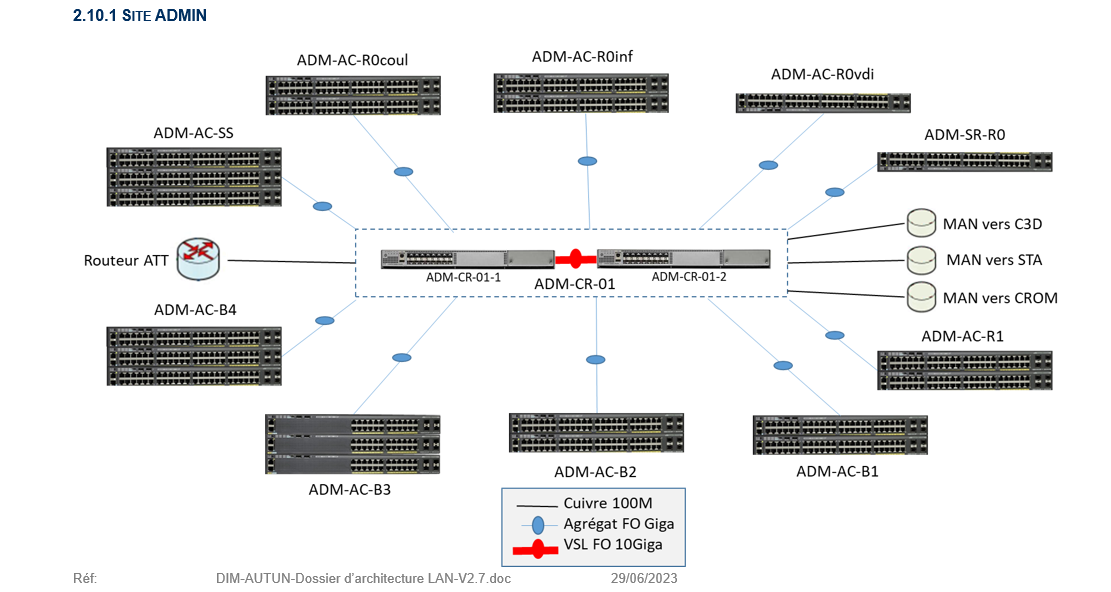 2.10.1 SITE ADMIN
ADM-AC-R0coul
ADM-AC-R0inf
ADM-AC-R0vdi
ADM-AC-SS
ADM-SR-R0
MAN vers C3D
Routeur ATT
MAN vers STA
ADM-CR-01-1
ADM-CR-01-2
ADM-CR-01
MAN vers CROM
ADM-AC-B4
ADM-AC-R1
ADM-AC-B3
ADM-AC-B2
ADM-AC-B1
Cuivre 100M
Agrégat FO Giga
VSL FO 10Giga
Réf: DIM-AUTUN-Dossier d'architecture LAN-V2.7.doc 29/06/2023